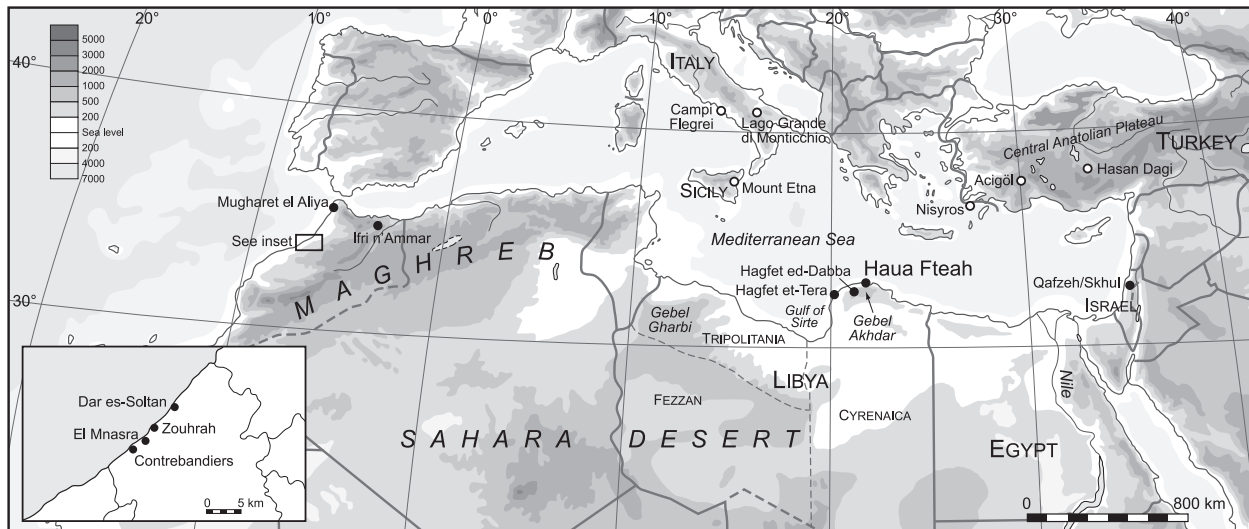 20°
10°
0°
10°
20°
30°
40°
40°
30°
5000
3000
2000
1000
500
200
Sea level
200
4000
7000
ITALY
Campi
Flegrei
Lago Grande
di Monticchio
SICILY
Mount Etna
Central Anatolian Plateau
TURKEY
Acigöl
Hasan Dagi
Nisyros
Mugharet el Aliya
Ifri n'Ammar
See inset
MAGHREB
Mediterranean Sea
Hagfet ed-Dabba
Haua Fteah
Hagfet et-Tera
Gulf of
Sirte
Gebel
Akhdar
Qafzeh/Skhul
ISRAEL
Gebel
Gharbi
TRIPOLITANIA
LIBYA
FEZZAN
CYRENAICA
Nile
EGYPT
SAHARA DESERT
0 800 km
Dar es-Soltan
El Mnasra
Zouhrah
Contrebandiers
0 5 km